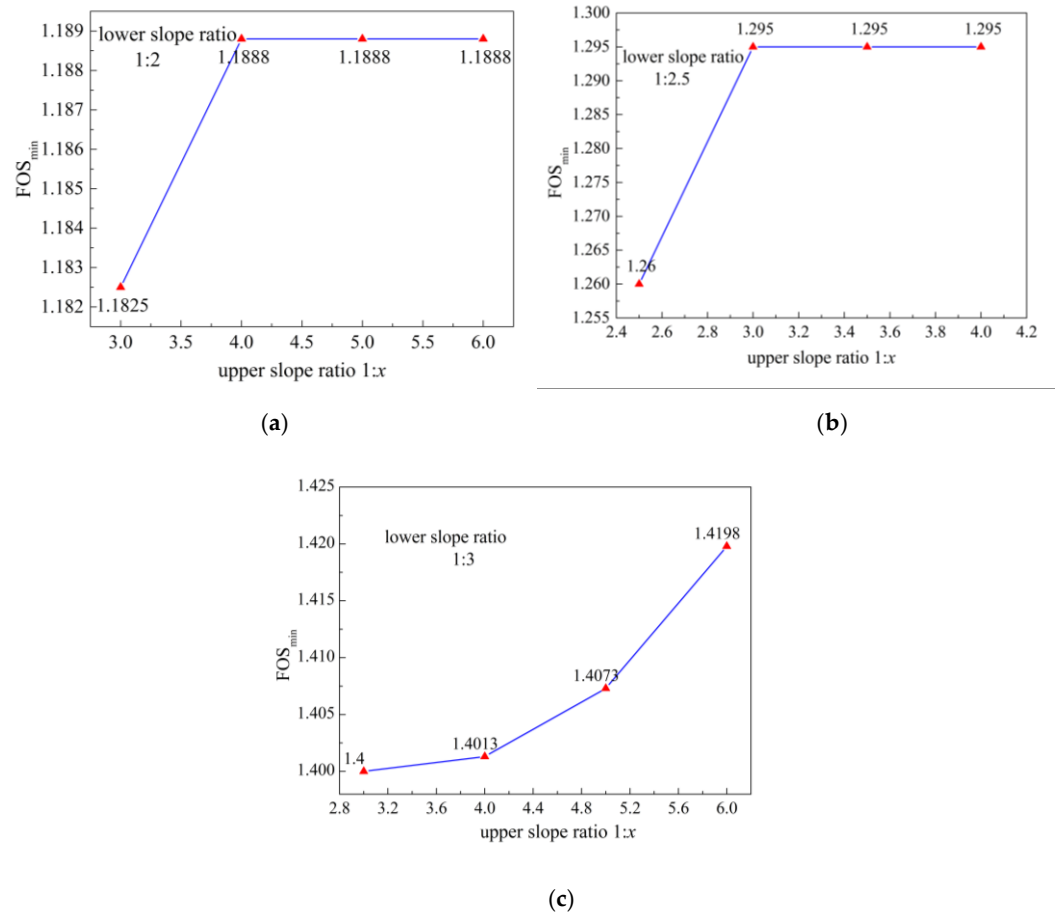 1.189
1.188
1.187
1.186
1.185
1.184
1.183
1.182
FOSmin
lower slope ratio
1:2
1.1825
1.1888
1.1888
1.1888
3.0 3.5 4.0 4.5 5.0 5.5 6.0
upper slope ratio 1:x
(a)
1.300
1.295
1.290
1.285
1.280
1.275
1.270
1.265
1.260
1.255
FOSmin
lower slope ratio
1:2.5
1.26
1.295
1.295
1.295
2.4 2.6 2.8 3.0 3.2 3.4 3.6 3.8 4.0 4.2
upper slope ratio 1:x
(b)
1.425
1.420
1.415
1.410
1.405
1.400
FOSmin
lower slope ratio
1:3
1.4
1.4013
1.4073
1.4198
2.8 3.2 3.6 4.0 4.4 4.8 5.2 5.6 6.0
upper slope ratio 1:x
(c)